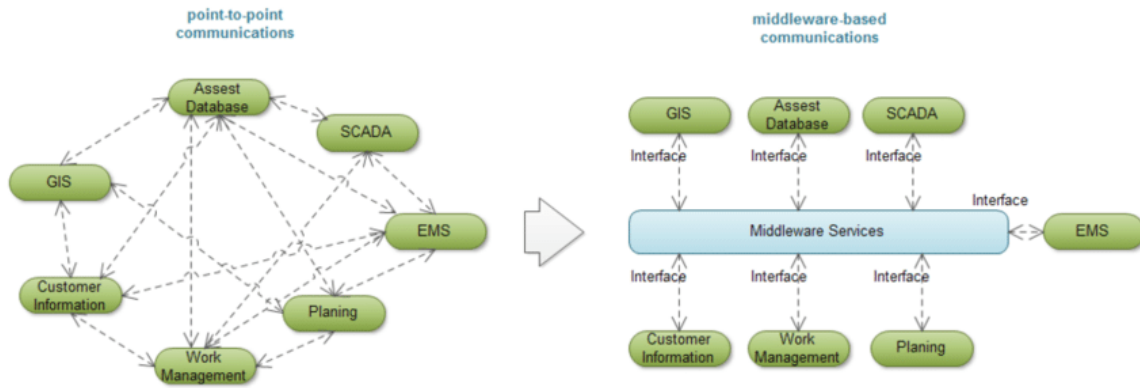 point-to-point
communications
Assest
Database
SCADA
GIS
EMS
Customer
Information
Planing
Work
Management
middleware-based
communications
GIS
Assest
Database
SCADA
Interface
Interface
Interface
Interface
Middleware Services
EMS
Interface
Interface
Interface
Customer
Information
Work
Management
Planing